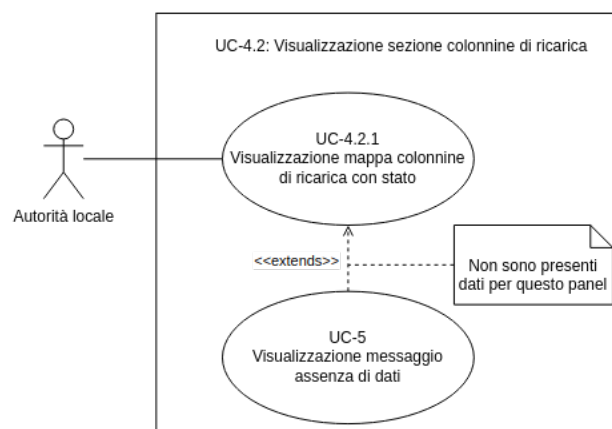 UC-4.2: Visualizzazione sezione colonnine di ricarica
UC-4.2.1
Visualizzazione mappa colonnine
di ricarica con stato
Autorità locale
<<extends>>
Non sono presenti
dati per questo panel
UC-5
Visualizzazione messaggio
assenza di dati